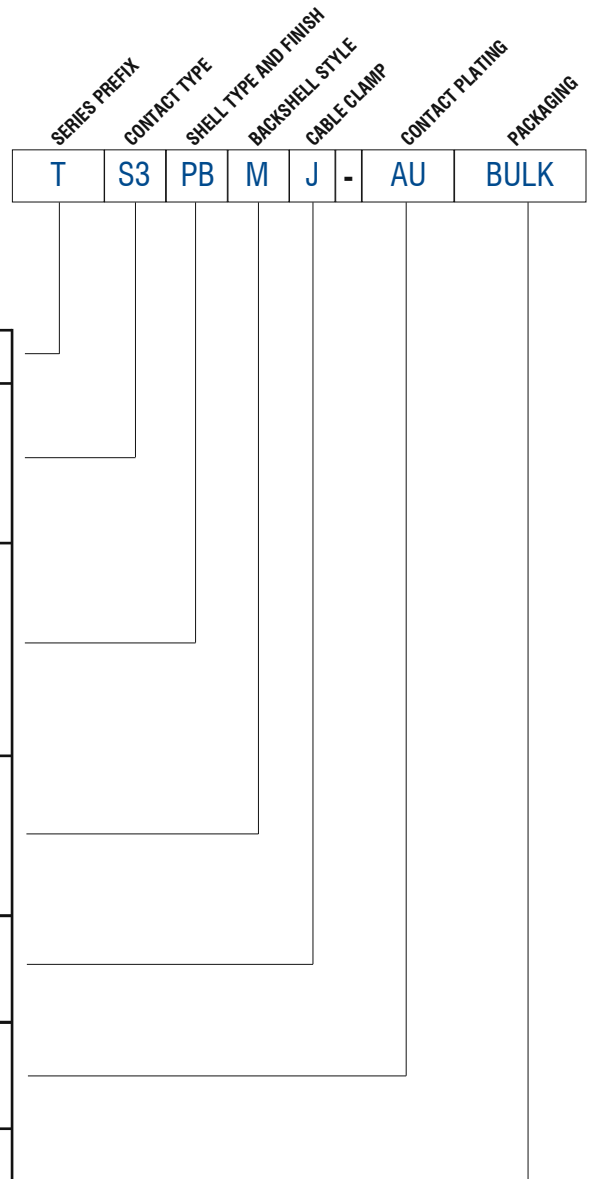 SERIES PREFIX
CONTACT TYPE
SHELL TYPE AND FINISH
BACKSHELL STYLE
CABLE CLAMP
CONTACT PLATING
PACKAGING
T S3 PB M J - AU BULK